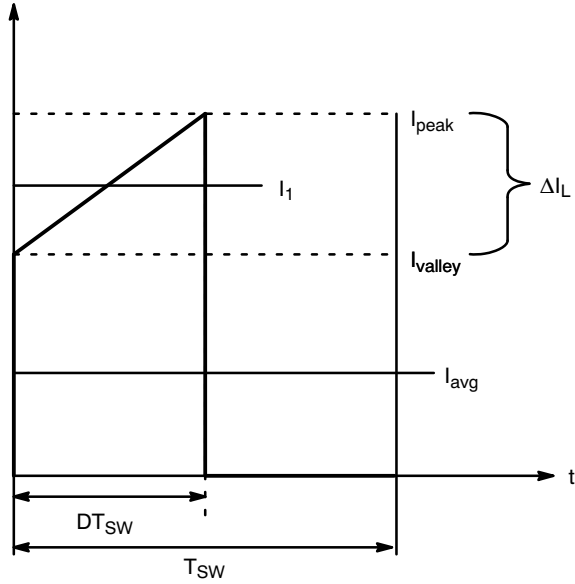 I_peak
ΔI_L
I_1
I_valley
I_avg
t
DT_SW
T_SW